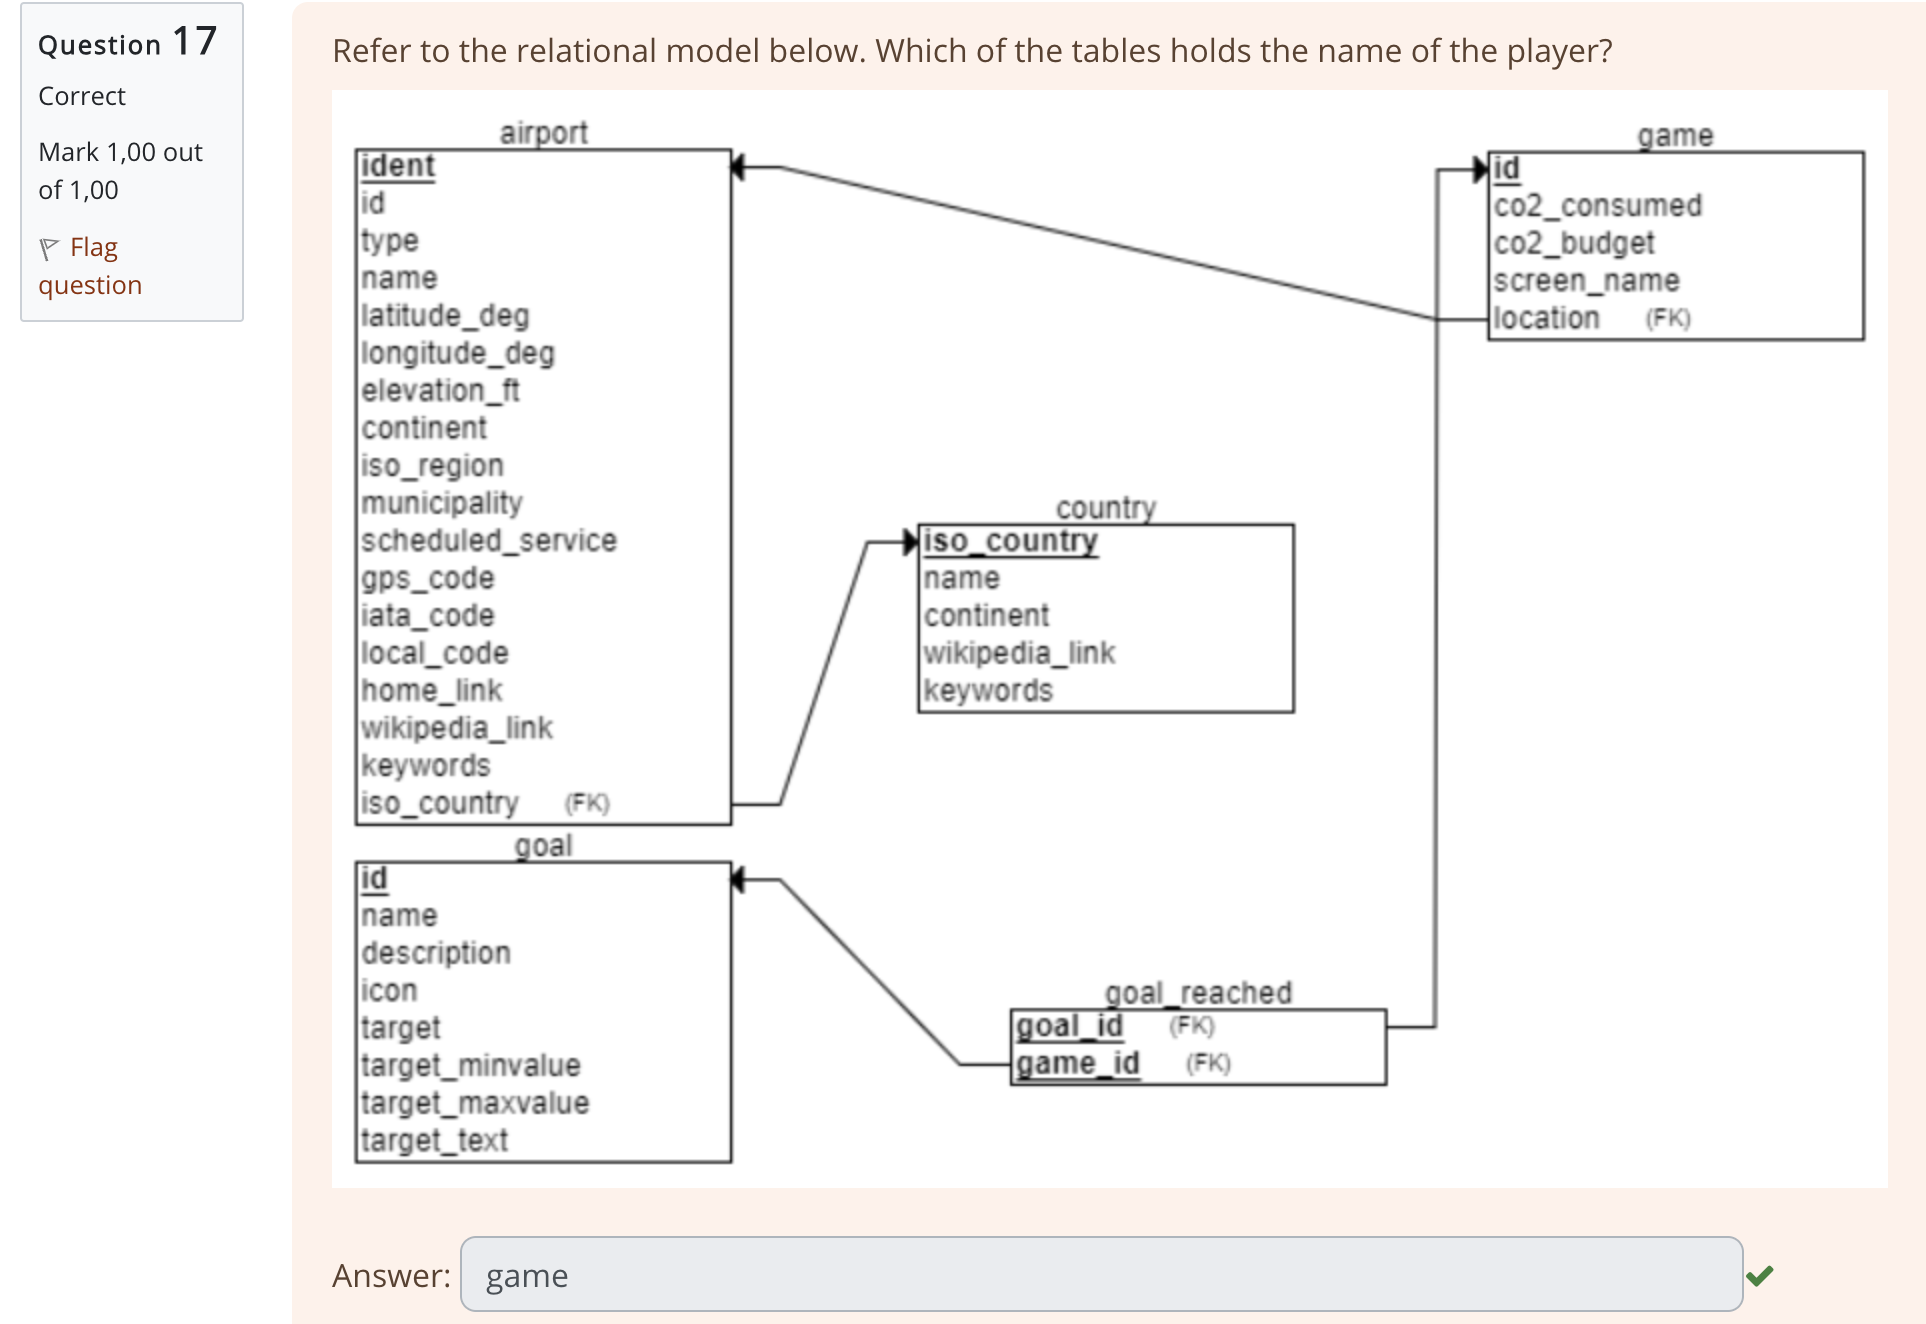 Question 17
Correct
Mark 1,00 out
of 1,00
Flag
question
Refer to the relational model below. Which of the tables holds the name of the player?
airport
ident
id
type
name
latitude_deg
longitude_deg
elevation_ft
continent
iso_region
municipality
scheduled_service
gps_code
iata_code
local_code
home_link
wikipedia_link
keywords
iso_country (FK)
game
id
co2_consumed
co2_budget
screen_name
location (FK)
country
iso_country
name
continent
wikipedia_link
keywords
goal
id
name
description
icon
target
target_minvalue
target_maxvalue
target_text
goal_reached
goal_id (FK)
game_id (FK)
Answer: game